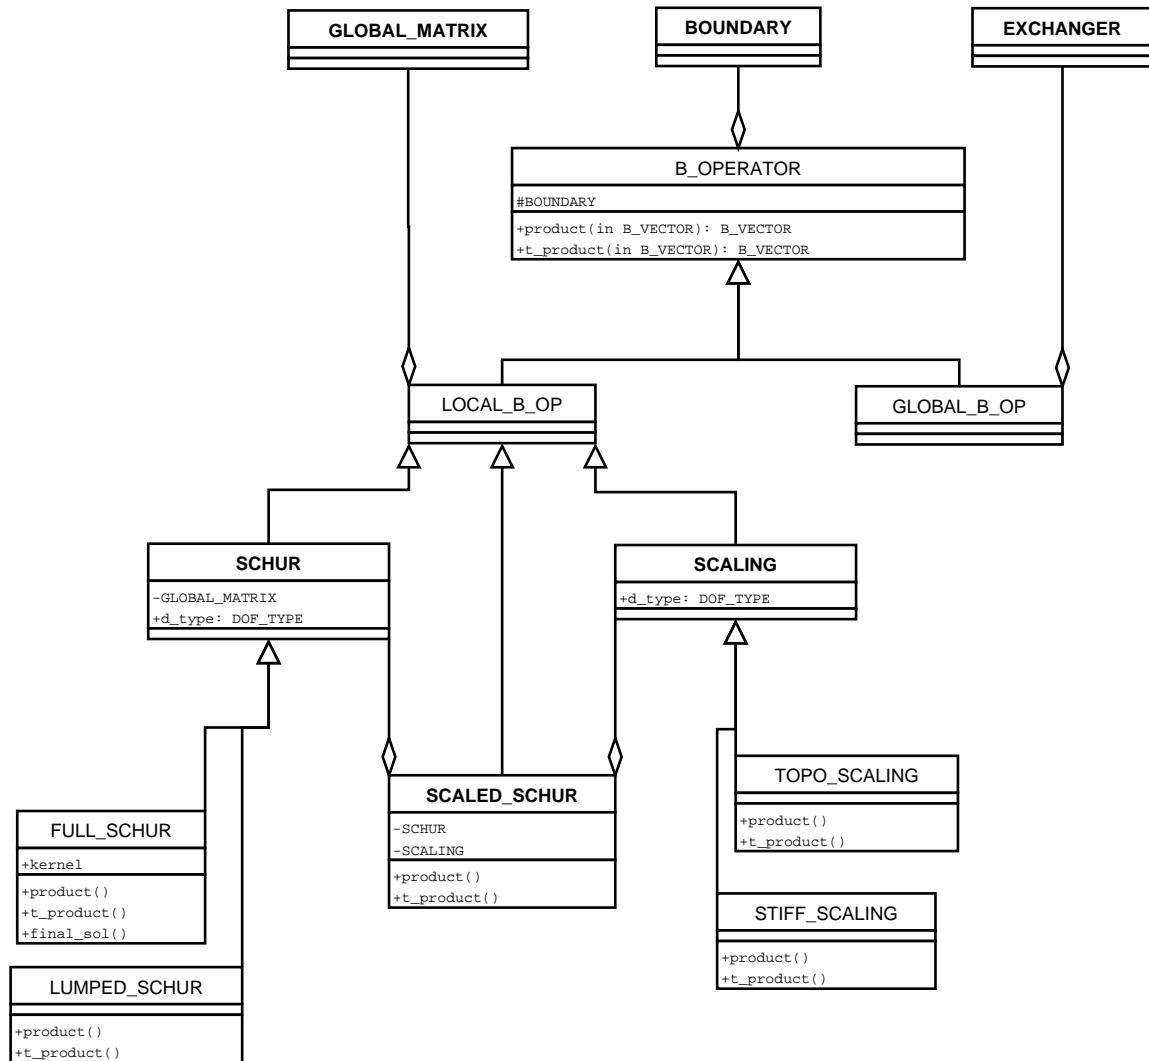 GLOBAL_MATRIX
BOUNDARY
EXCHANGER
B_OPERATOR
#BOUNDARY
+product(in B_VECTOR): B_VECTOR
+t_product(in B_VECTOR): B_VECTOR
LOCAL_B_OP
GLOBAL_B_OP
SCHUR
-GLOBAL_MATRIX
+d_type: DOF_TYPE
SCALING
+d_type: DOF_TYPE
FULL_SCHUR
+kernel
+product()
+t_product()
+final_sol()
SCALED_SCHUR
-SCHUR
-SCALING
+product()
+t_product()
TOPO_SCALING
+product()
+t_product()
STIFF_SCALING
+product()
+t_product()
LUMPED_SCHUR
+product()
+t_product()